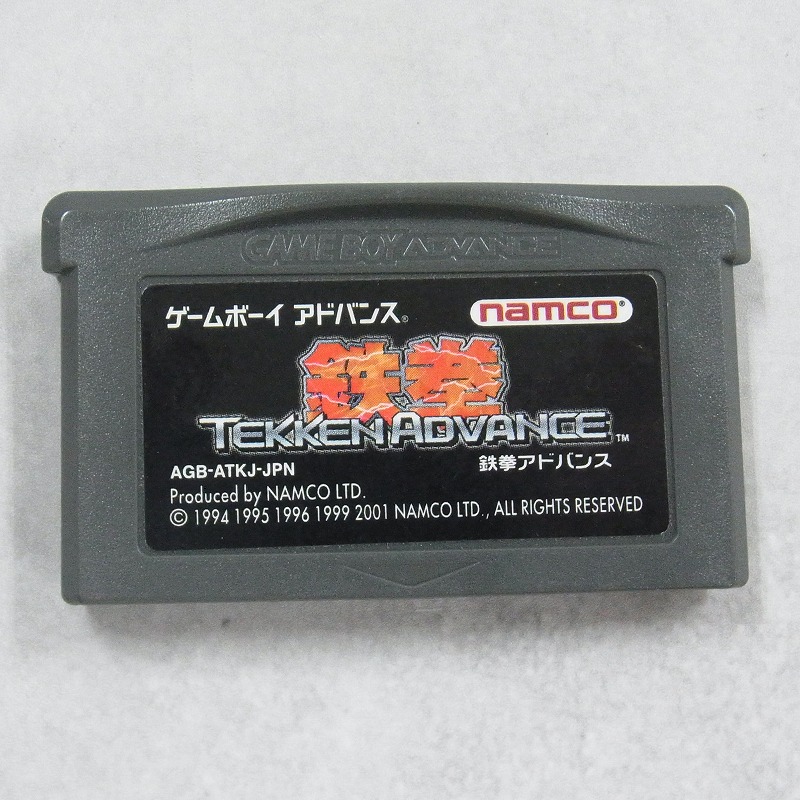 GAME BOY ADVANCE
ゲームボーイ アドバンス® namco®
鉄拳
TEKKEN ADVANCE™
鉄拳アドバンス
AGB-ATKJ-JPN
Produced by NAMCO LTD.
© 1994 1995 1996 1999 2001 NAMCO LTD., ALL RIGHTS RESERVED